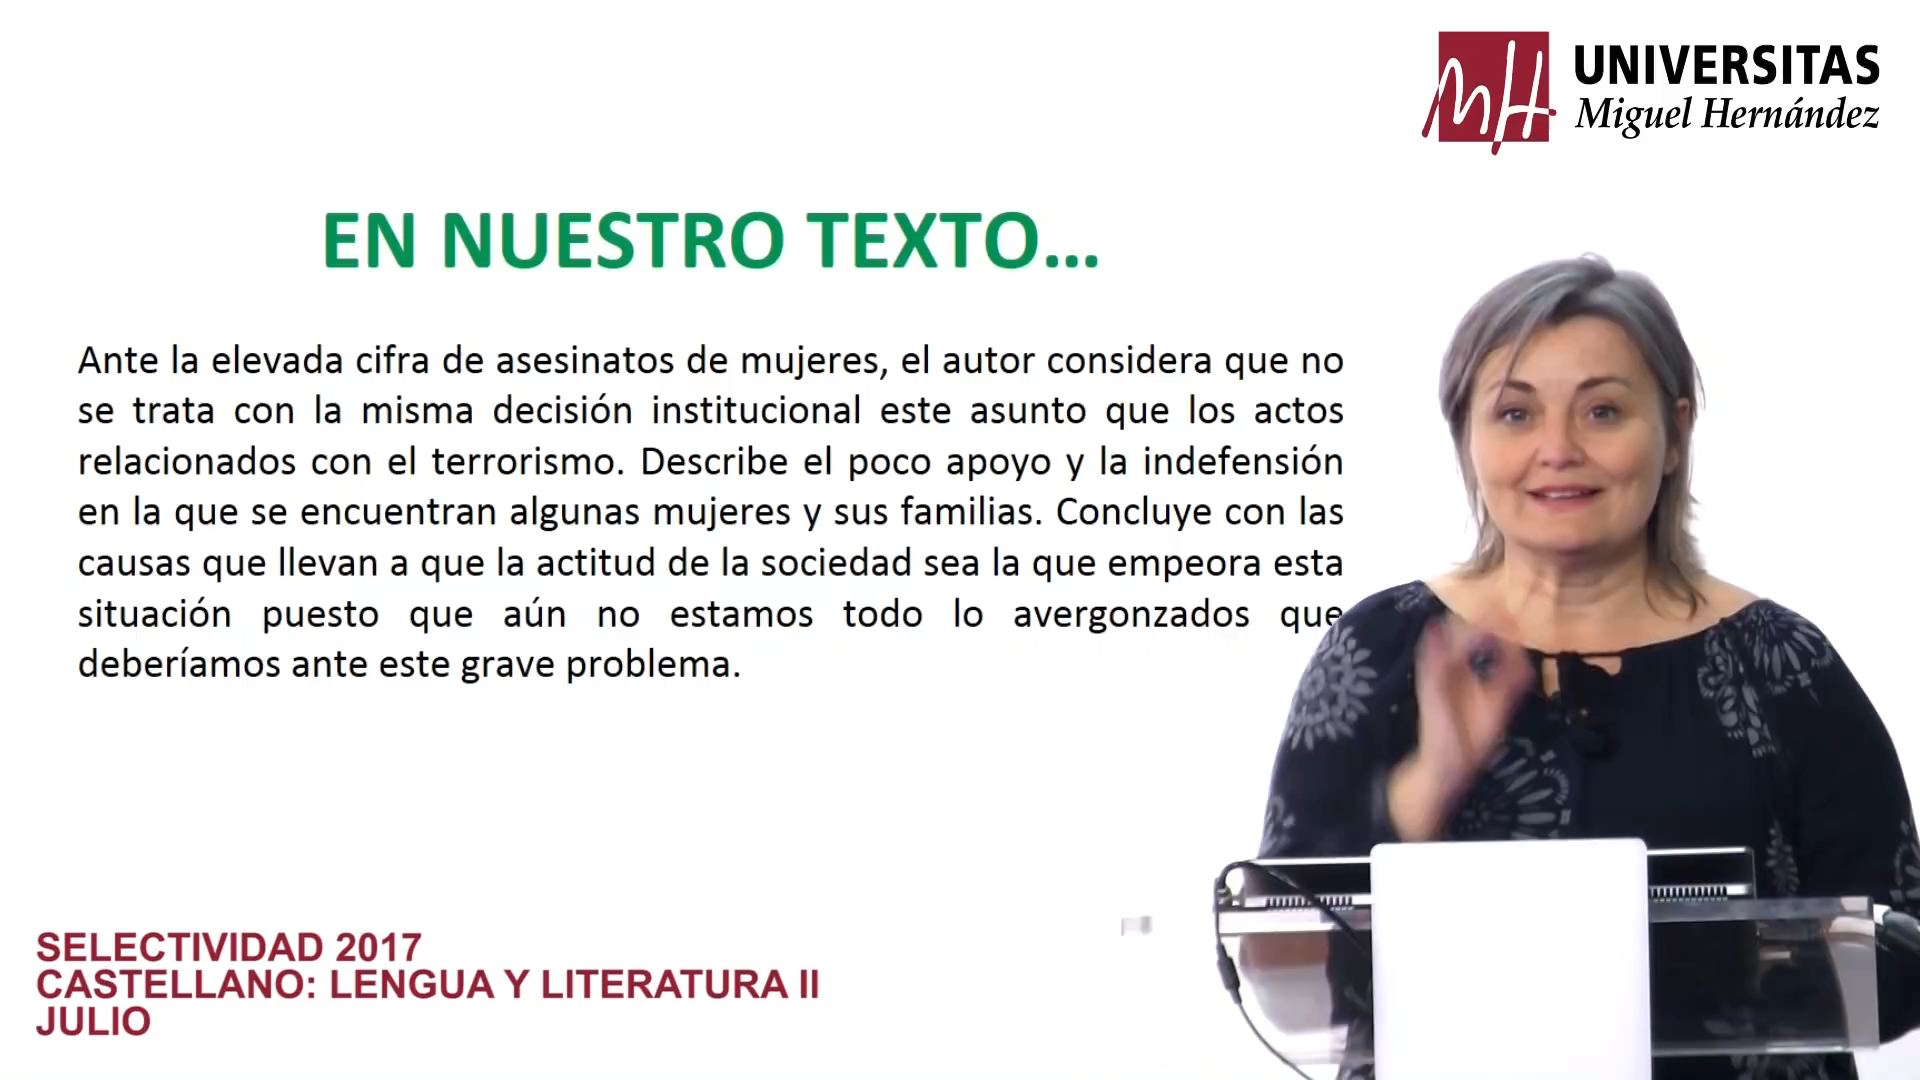 UNIVERSITAS
Miguel Hernández
EN NUESTRO TEXTO...
Ante la elevada cifra de asesinatos de mujeres, el autor considera que no
se trata con la misma decisión institucional este asunto que los actos
relacionados con el terrorismo. Describe el poco apoyo y la indefensión
en la que se encuentran algunas mujeres y sus familias. Concluye con las
causas que llevan a que la actitud de la sociedad sea la que empeora esta
situación puesto que aún no estamos todo lo avergonzados que
deberíamos ante este grave problema.
SELECTIVIDAD 2017
CASTELLANO: LENGUA Y LITERATURA II
JULIO